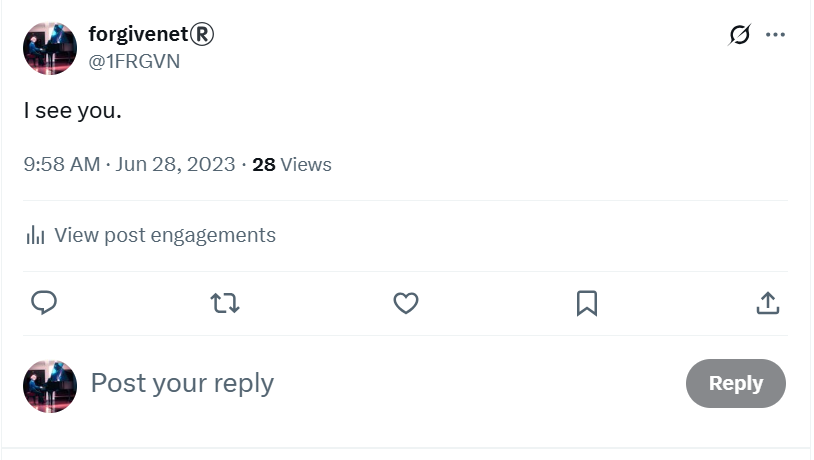 forgivenet®
@1FRGVN
I see you.
9:58 AM · Jun 28, 2023 · 28 Views
View post engagements
Post your reply
Reply